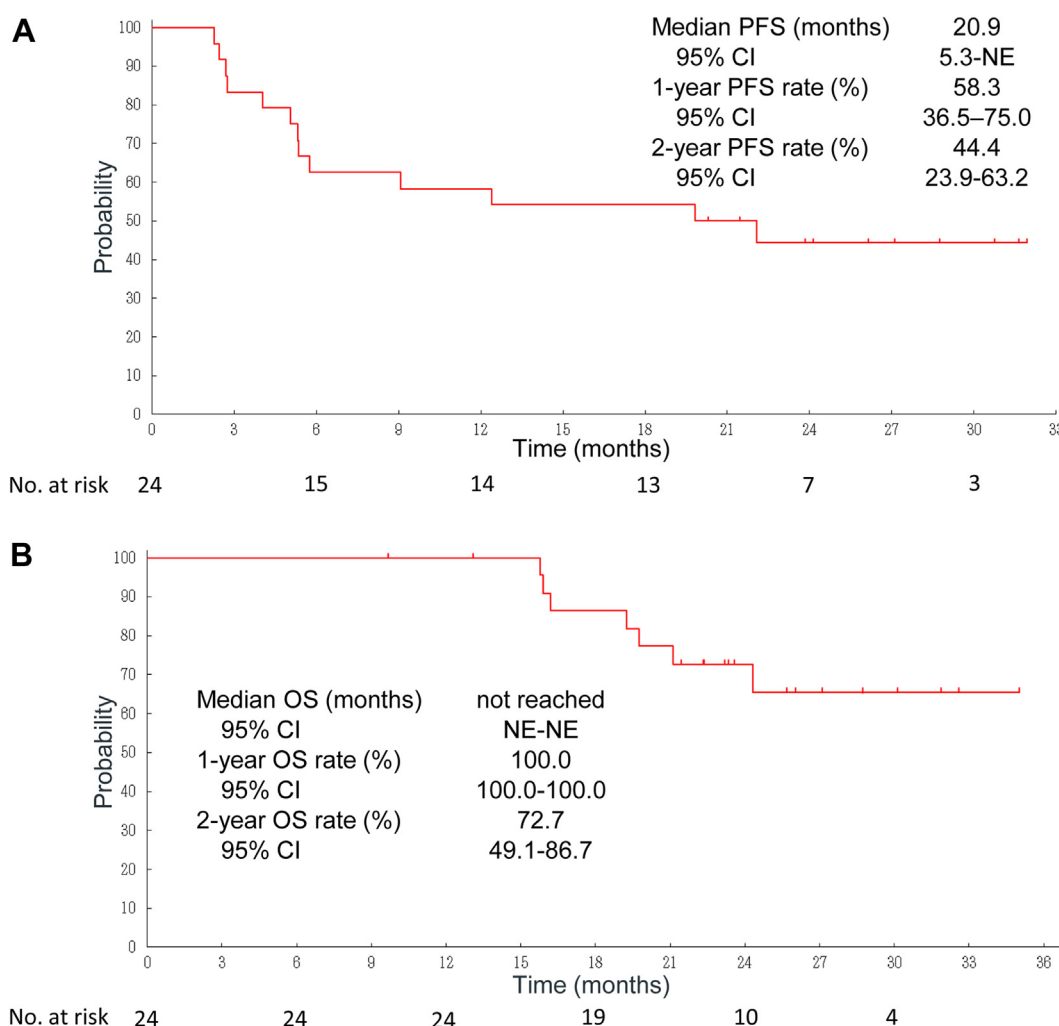 A
Median PFS (months) 20.9
95% CI 5.3-NE
1-year PFS rate (%) 58.3
95% CI 36.5–75.0
2-year PFS rate (%) 44.4
95% CI 23.9-63.2
Probability
100
90
80
70
60
50
40
30
20
10
0
0 3 6 9 12 15 18 21 24 27 30 33
Time (months)
No. at risk 24 15 14 13 7 3
B
Probability
100
90
80
70
60
50
40
30
20
10
0
Median OS (months) not reached
95% CI NE-NE
1-year OS rate (%) 100.0
95% CI 100.0-100.0
2-year OS rate (%) 72.7
95% CI 49.1-86.7
0 3 6 9 12 15 18 21 24 27 30 33 36
Time (months)
No. at risk 24 24 24 19 10 4